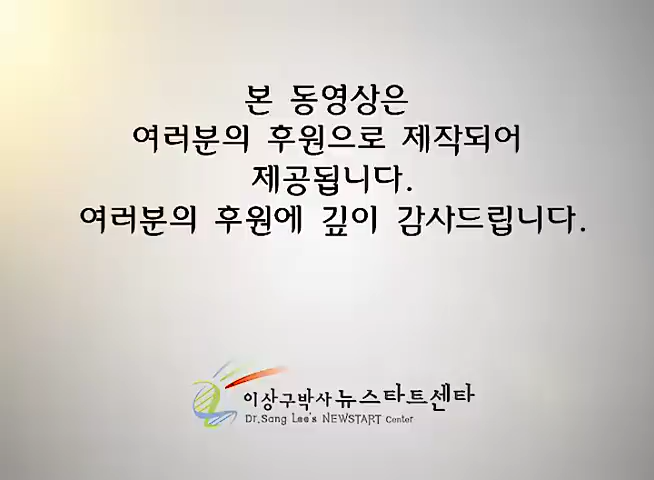 본 동영상은
여러분의 후원으로 제작되어
제공됩니다.
여러분의 후원에 깊이 감사드립니다.
이상구박사 뉴스타트센타
Dr.Sang Lee's NEWSTART Center